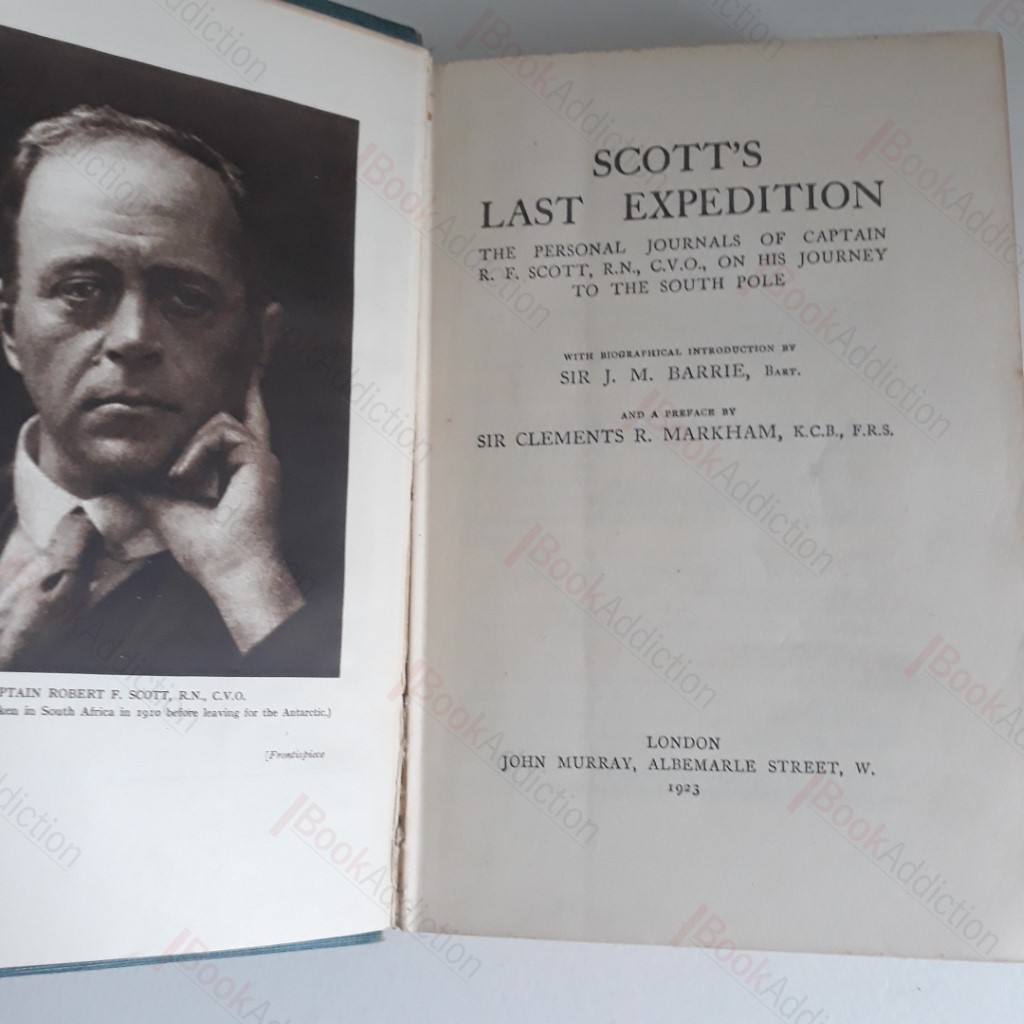 PTAIN ROBERT F. SCOTT, R.N., C.V.O.
ken in South Africa in 1910 before leaving for the Antarctic.)
[Frontispiece
SCOTT'S
LAST EXPEDITION
THE PERSONAL JOURNALS OF CAPTAIN
R. F. SCOTT, R.N., C.V.O., ON HIS JOURNEY
TO THE SOUTH POLE
WITH BIOGRAPHICAL INTRODUCTION BY
SIR J. M. BARRIE, BART.
AND A PREFACE BY
SIR CLEMENTS R. MARKHAM, K.C.B., F.R.S.
LONDON
JOHN MURRAY, ALBEMARLE STREET, W.
1923
BookAddiction